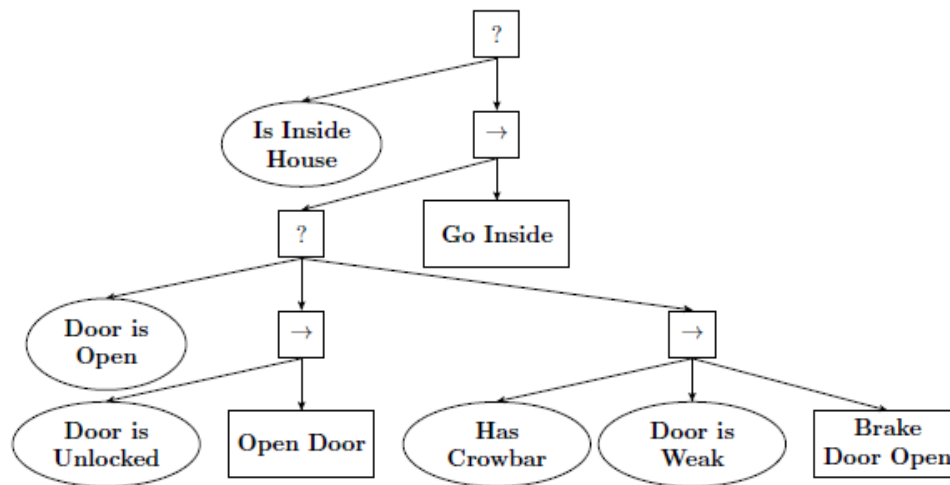 ?
Is Inside
House
→
?
Go Inside
Door is
Open
→
→
Door is
Unlocked
Open Door
Has
Crowbar
Door is
Weak
Brake
Door Open